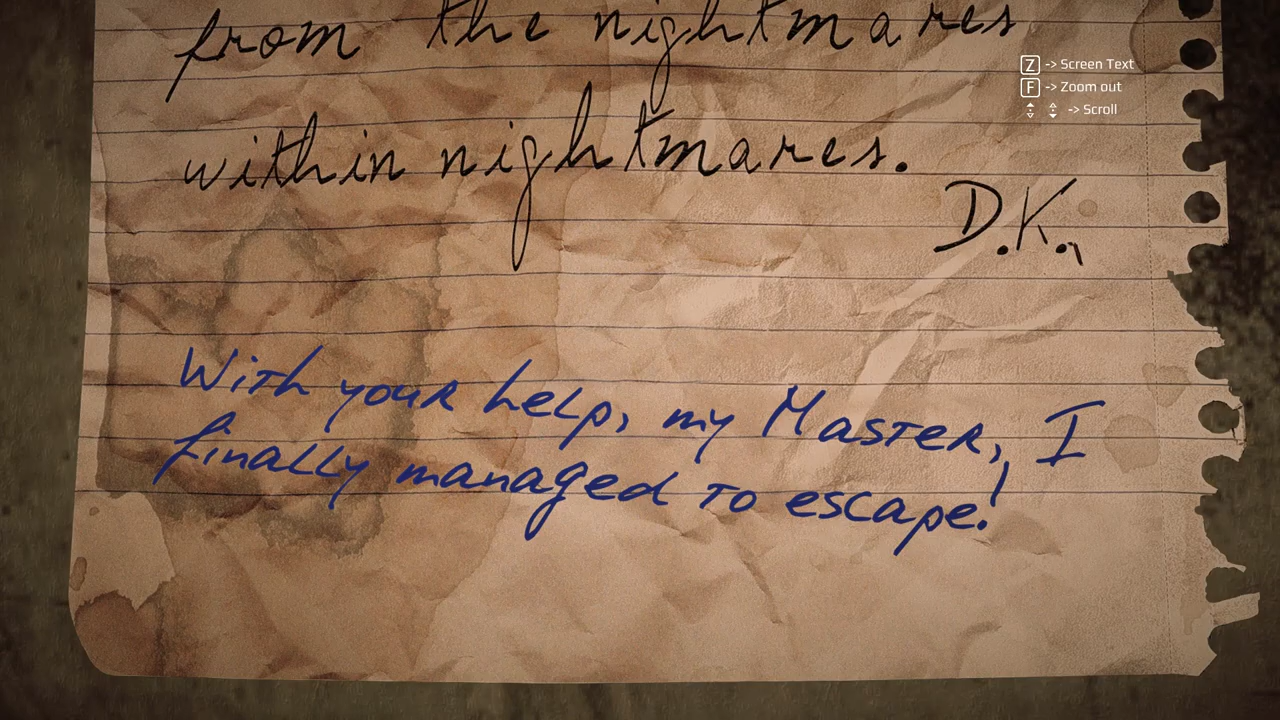 from the nightmares
within nightmares.
D.K.
With your help, my Master, I
finally managed to escape!
Z -> Screen Text
F -> Zoom out
-> Scroll